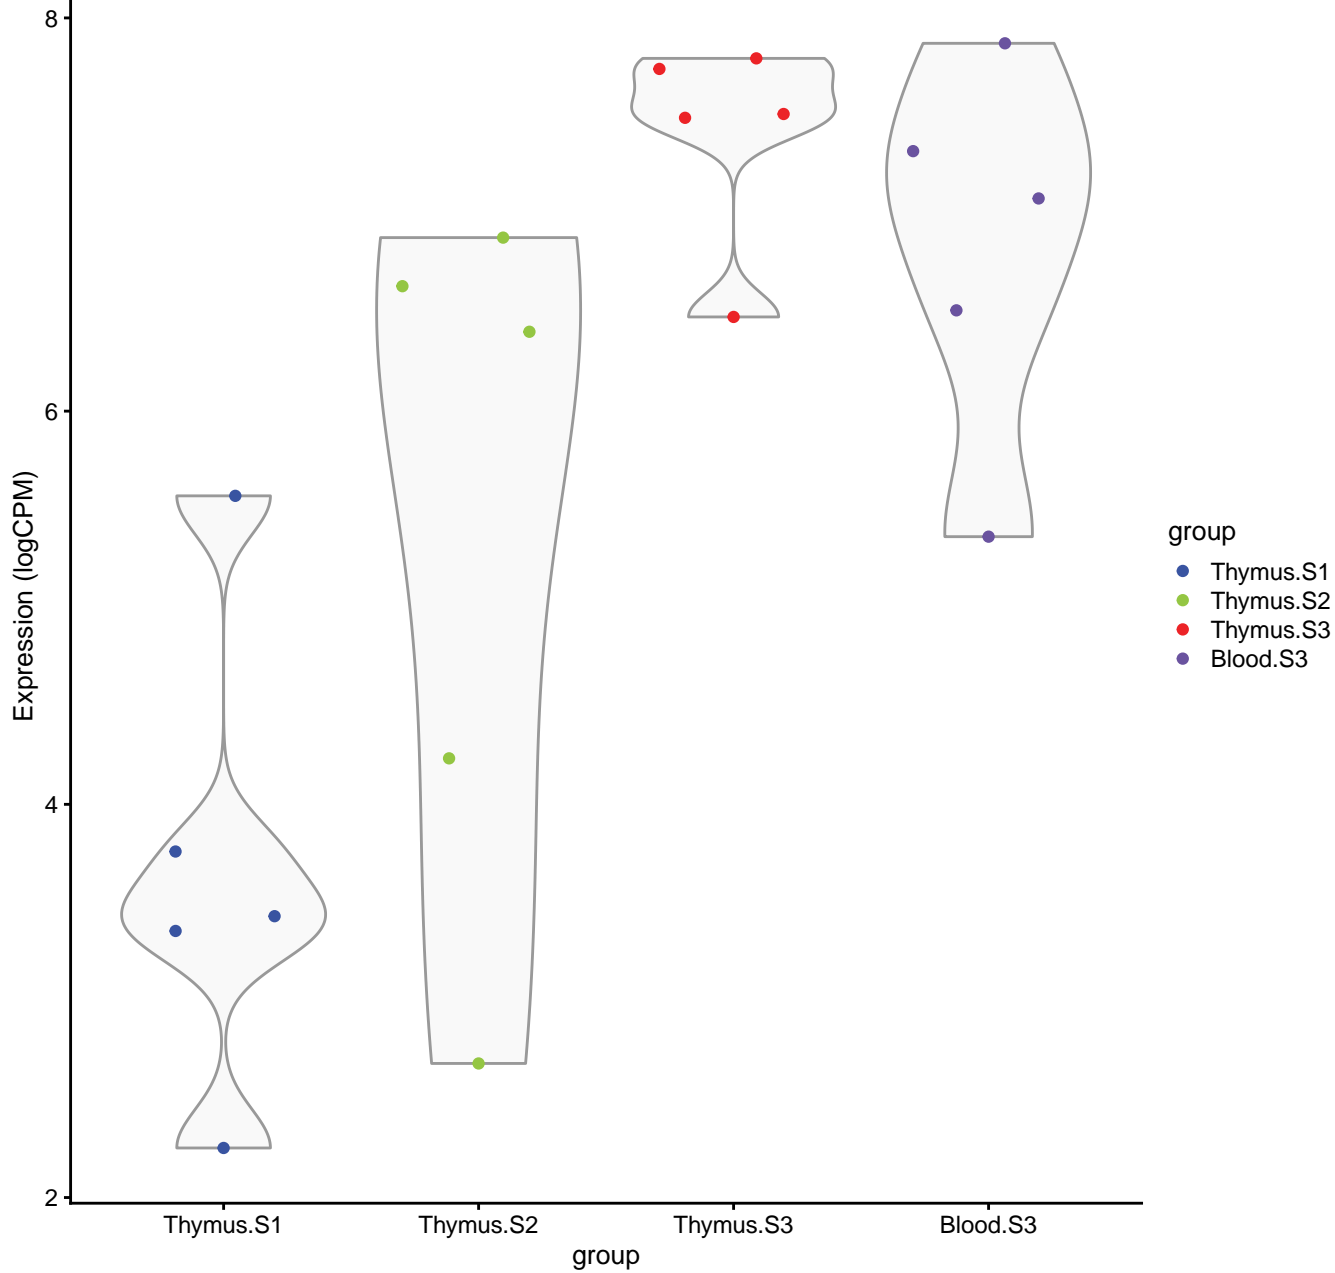 8
6
4
2
Expression (logCPM)
Thymus.S1
Thymus.S2
Thymus.S3
Blood.S3
group
group
Thymus.S1
Thymus.S2
Thymus.S3
Blood.S3